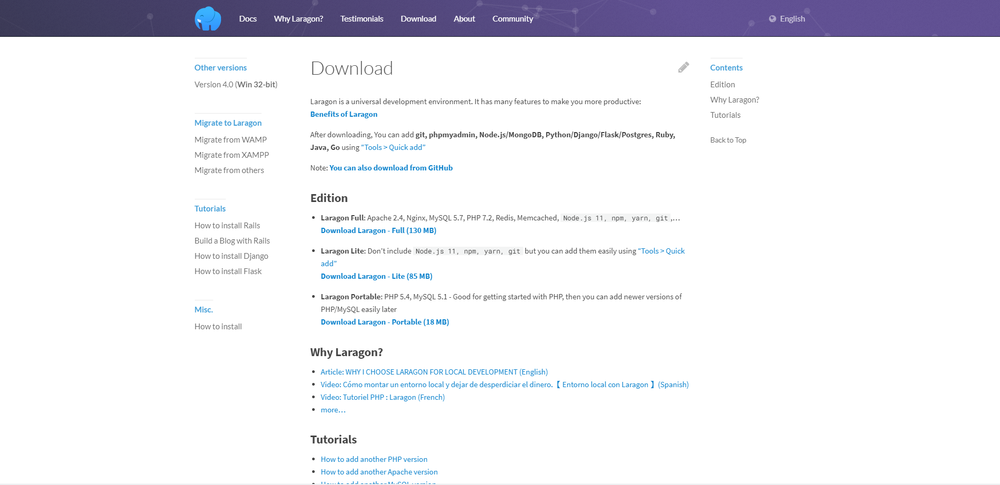 Docs
Why Laragon?
Testimonials
Download
About
Community
English
Other versions
Version 4.0 (Win 32-bit)
Migrate to Laragon
Migrate from WAMP
Migrate from XAMPP
Migrate from others
Tutorials
How to install Rails
Build a Blog with Rails
How to install Django
How to install Flask
Misc.
How to install
Download
Laragon is a universal development environment. It has many features to make you more productive:
Benefits of Laragon
After downloading, You can add git, phpmyadmin, Node.js/MongoDB, Python/Django/Flask/Postgres, Ruby,
Java, Go using “Tools > Quick add”
Note: You can also download from GitHub
Edition
Laragon Full: Apache 2.4, Nginx, MySQL 5.7, PHP 7.2, Redis, Memcached, Node.js 11, npm, yarn, git,…
Download Laragon - Full (130 MB)
Laragon Lite: Don’t include Node.js 11, npm, yarn, git but you can add them easily using “Tools > Quick
add”
Download Laragon - Lite (85 MB)
Laragon Portable: PHP 5.4, MySQL 5.1 - Good for getting started with PHP, then you can add newer versions of
PHP/MySQL easily later
Download Laragon - Portable (18 MB)
Why Laragon?
Article: WHY I CHOOSE LARAGON FOR LOCAL DEVELOPMENT (English)
Video: Cómo montar un entorno local y dejar de desperdiciar el dinero.【 Entorno local con Laragon 】(Spanish)
Video: Tutoriel PHP : Laragon (French)
more…
Tutorials
How to add another PHP version
How to add another Apache version
How to add another MySQL version
Contents
Edition
Why Laragon?
Tutorials
Back to Top